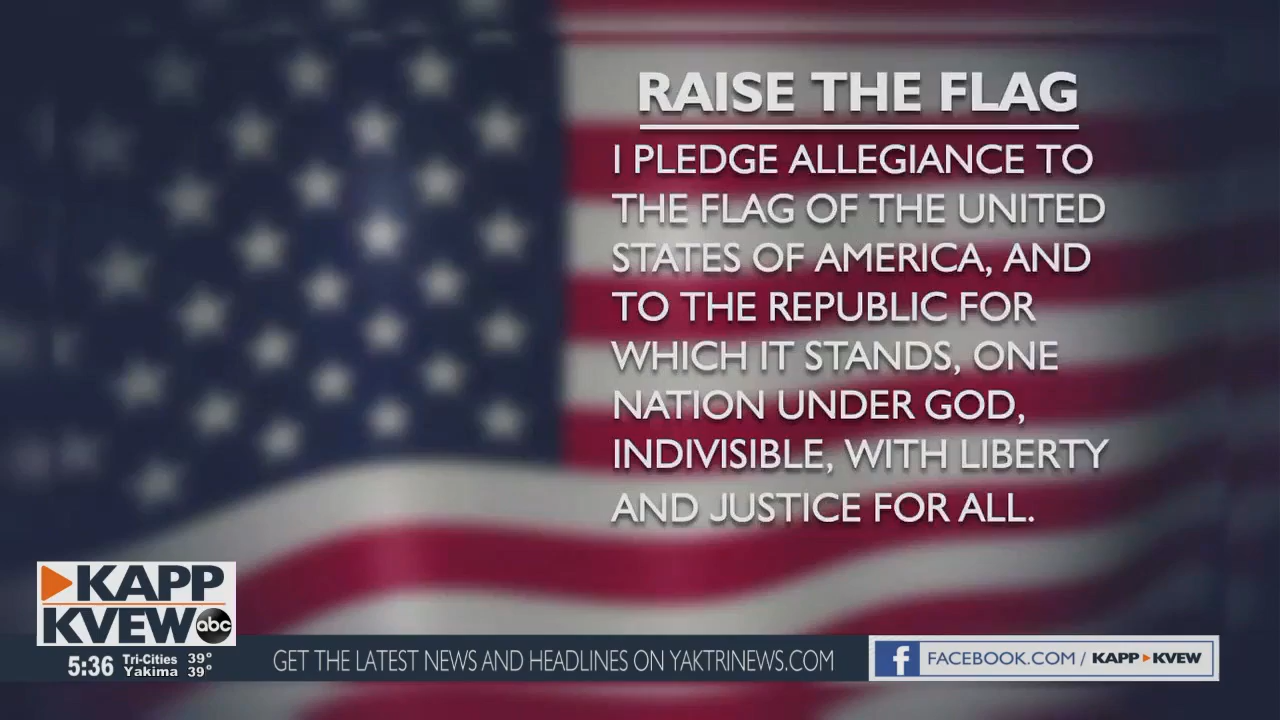 RAISE THE FLAG
I PLEDGE ALLEGIANCE TO
THE FLAG OF THE UNITED
STATES OF AMERICA, AND
TO THE REPUBLIC FOR
WHICH IT STANDS, ONE
NATION UNDER GOD,
INDIVISIBLE, WITH LIBERTY
AND JUSTICE FOR ALL.
KAPP
KVEW abc
5:36 Tri-Cities 39°
Yakima 39°
GET THE LATEST NEWS AND HEADLINES ON YAKTRINEWS.COM
f FACEBOOK.COM / KAPP KVEW